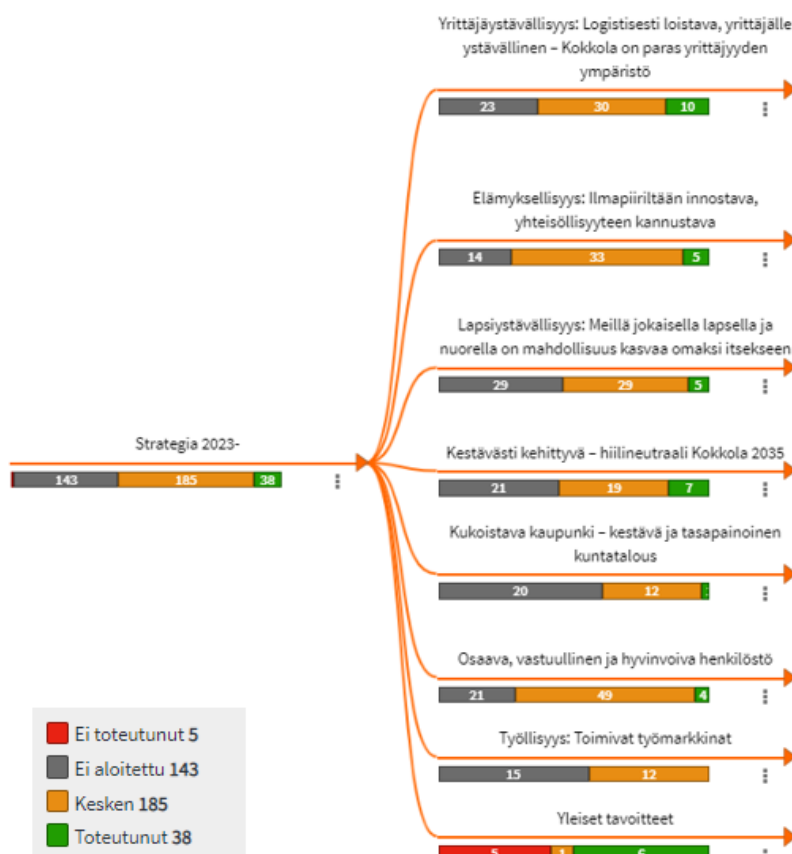 Yrittäjäystävällisyys: Logistisesti loistava, yrittäjälle
ystävällinen – Kokkola on paras yrittäjyyden
ympäristö
23 30 10
Elämyksellisyys: Ilmapiiriltään innostava,
yhteisöllisyyteen kannustava
14 33 5
Lapsiystävällisyys: Meillä jokaisella lapsella ja
nuorella on mahdollisuus kasvaa omaksi itsekseen
29 29 5
Strategia 2023-
143 185 38
Kestävästi kehittyvä – hiilineutraali Kokkola 2035
21 19 7
Kukoistava kaupunki – kestävä ja tasapainoinen
kuntatalous
20 12
Osaava, vastuullinen ja hyvinvoiva henkilöstö
21 49 4
Työllisyys: Toimivat työmarkkinat
15 12
Yleiset tavoitteet
5 1 6
Ei toteutunut 5
Ei aloitettu 143
Kesken 185
Toteutunut 38